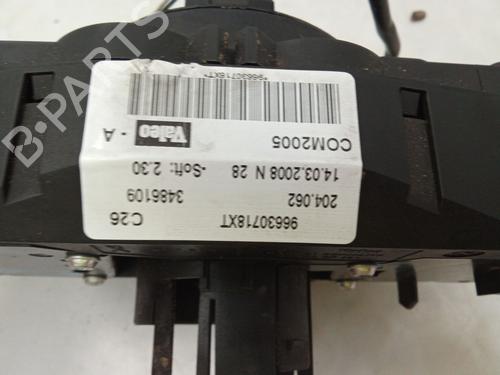 96630718XT C26
204.062 3486109
14.03.2008 N 28 -Soft: 2.30
COM2005 Valeo - A
*96630718XT*
B-PARTS